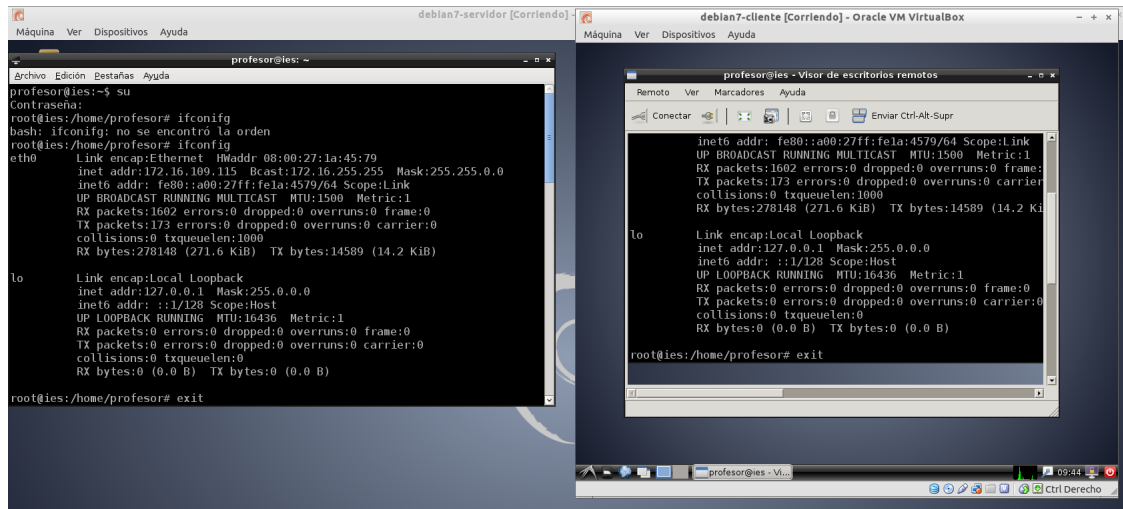 debian7-servidor [Corriendo] -
Máquina Ver Dispositivos Ayuda
profesor@ies: ~
Archivo Edición Pestañas Ayuda
profesor@ies:~$ su
Contraseña:
root@ies:/home/profesor# ifconifg
bash: ifconifg: no se encontró la orden
root@ies:/home/profesor# ifconfig
eth0 Link encap:Ethernet HWaddr 08:00:27:1a:45:79
inet addr:172.16.109.115 Bcast:172.16.255.255 Mask:255.255.0.0
inet6 addr: fe80::a00:27ff:fe1a:4579/64 Scope:Link
UP BROADCAST RUNNING MULTICAST MTU:1500 Metric:1
RX packets:1602 errors:0 dropped:0 overruns:0 frame:0
TX packets:173 errors:0 dropped:0 overruns:0 carrier:0
collisions:0 txqueuelen:1000
RX bytes:278148 (271.6 KiB) TX bytes:14589 (14.2 KiB)
lo Link encap:Local Loopback
inet addr:127.0.0.1 Mask:255.0.0.0
inet6 addr: ::1/128 Scope:Host
UP LOOPBACK RUNNING MTU:16436 Metric:1
RX packets:0 errors:0 dropped:0 overruns:0 frame:0
TX packets:0 errors:0 dropped:0 overruns:0 carrier:0
collisions:0 txqueuelen:0
RX bytes:0 (0.0 B) TX bytes:0 (0.0 B)
root@ies:/home/profesor# exit
debian7-cliente [Corriendo] - Oracle VM VirtualBox
Máquina Ver Dispositivos Ayuda
profesor@ies - Visor de escritorios remotos
Remoto Ver Marcadores Ayuda
Conectar Enviar Ctrl-Alt-Supr
inet6 addr: fe80::a00:27ff:fe1a:4579/64 Scope:Link
UP BROADCAST RUNNING MULTICAST MTU:1500 Metric:1
RX packets:1602 errors:0 dropped:0 overruns:0 frame:
TX packets:173 errors:0 dropped:0 overruns:0 carrier
collisions:0 txqueuelen:1000
RX bytes:278148 (271.6 KiB) TX bytes:14589 (14.2 Ki
lo Link encap:Local Loopback
inet addr:127.0.0.1 Mask:255.0.0.0
inet6 addr: ::1/128 Scope:Host
UP LOOPBACK RUNNING MTU:16436 Metric:1
RX packets:0 errors:0 dropped:0 overruns:0 frame:0
TX packets:0 errors:0 dropped:0 overruns:0 carrier:0
collisions:0 txqueuelen:0
RX bytes:0 (0.0 B) TX bytes:0 (0.0 B)
root@ies:/home/profesor# exit
profesor@ies - Vi...
09:44
Ctrl Derecho